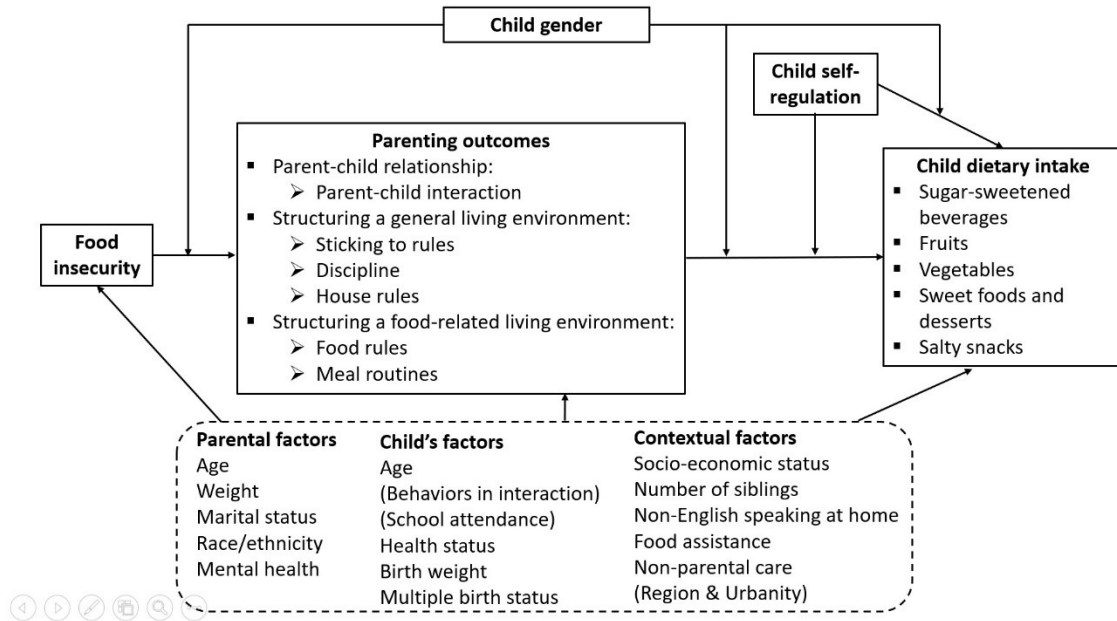 Child gender
Child self-
regulation
Parenting outcomes
▪ Parent-child relationship:
➢ Parent-child interaction
▪ Structuring a general living environment:
➢ Sticking to rules
➢ Discipline
➢ House rules
▪ Structuring a food-related living environment:
➢ Food rules
➢ Meal routines
Food
insecurity
Child dietary intake
▪ Sugar-sweetened
beverages
▪ Fruits
▪ Vegetables
▪ Sweet foods and
desserts
▪ Salty snacks
Parental factors
Age
Weight
Marital status
Race/ethnicity
Mental health
Child's factors
Age
(Behaviors in interaction)
(School attendance)
Health status
Birth weight
Multiple birth status
Contextual factors
Socio-economic status
Number of siblings
Non-English speaking at home
Food assistance
Non-parental care
(Region & Urbanity)